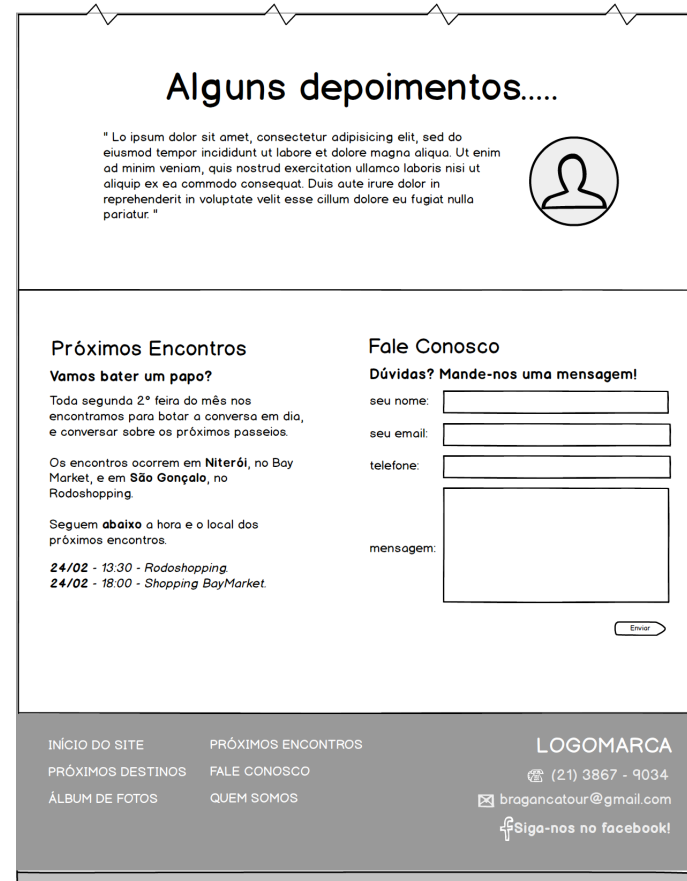 Alguns depoimentos.....
" Lo ipsum dolor sit amet, consectetur adipisicing elit, sed do
eiusmod tempor incididunt ut labore et dolore magna aliqua. Ut enim
ad minim veniam, quis nostrud exercitation ullamco laboris nisi ut
aliquip ex ea commodo consequat. Duis aute irure dolor in
reprehenderit in voluptate velit esse cillum dolore eu fugiat nulla
pariatur. "
Próximos Encontros
Vamos bater um papo?
Toda segunda 2° feira do mês nos
encontramos para botar a conversa em dia,
e conversar sobre os próximos passeios.
Os encontros ocorrem em Niterói, no Bay
Market, e em São Gonçalo, no
Rodoshopping.
Seguem abaixo a hora e o local dos
próximos encontros.
24/02 - 13:30 - Rodoshopping.
24/02 - 18:00 - Shopping BayMarket.
Fale Conosco
Dúvidas? Mande-nos uma mensagem!
seu nome:
seu email:
telefone:
mensagem:
Enviar
INÍCIO DO SITE
PRÓXIMOS DESTINOS
ÁLBUM DE FOTOS
PRÓXIMOS ENCONTROS
FALE CONOSCO
QUEM SOMOS
LOGOMARCA
(21) 3867 - 9034
bragancatour@gmail.com
Siga-nos no facebook!